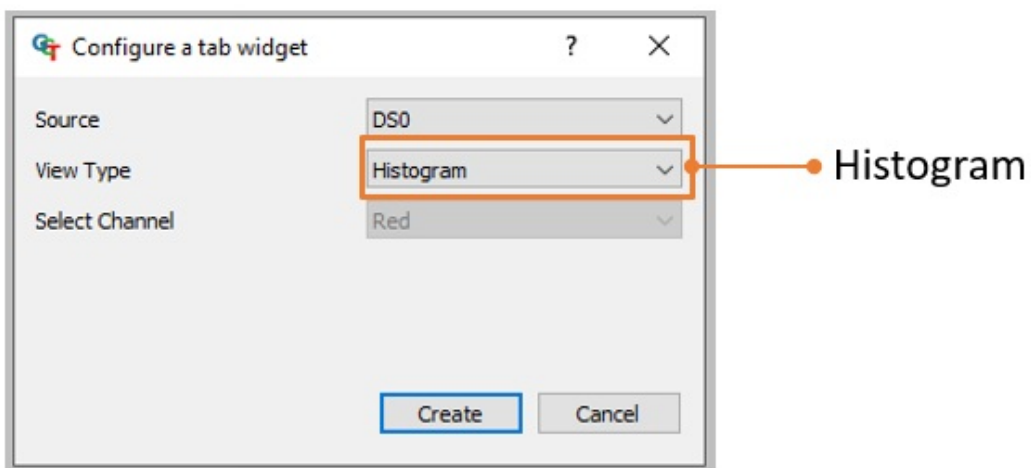 Configure a tab widget ?
Source DS0
View Type Histogram
Histogram
Select Channel Red
Create Cancel